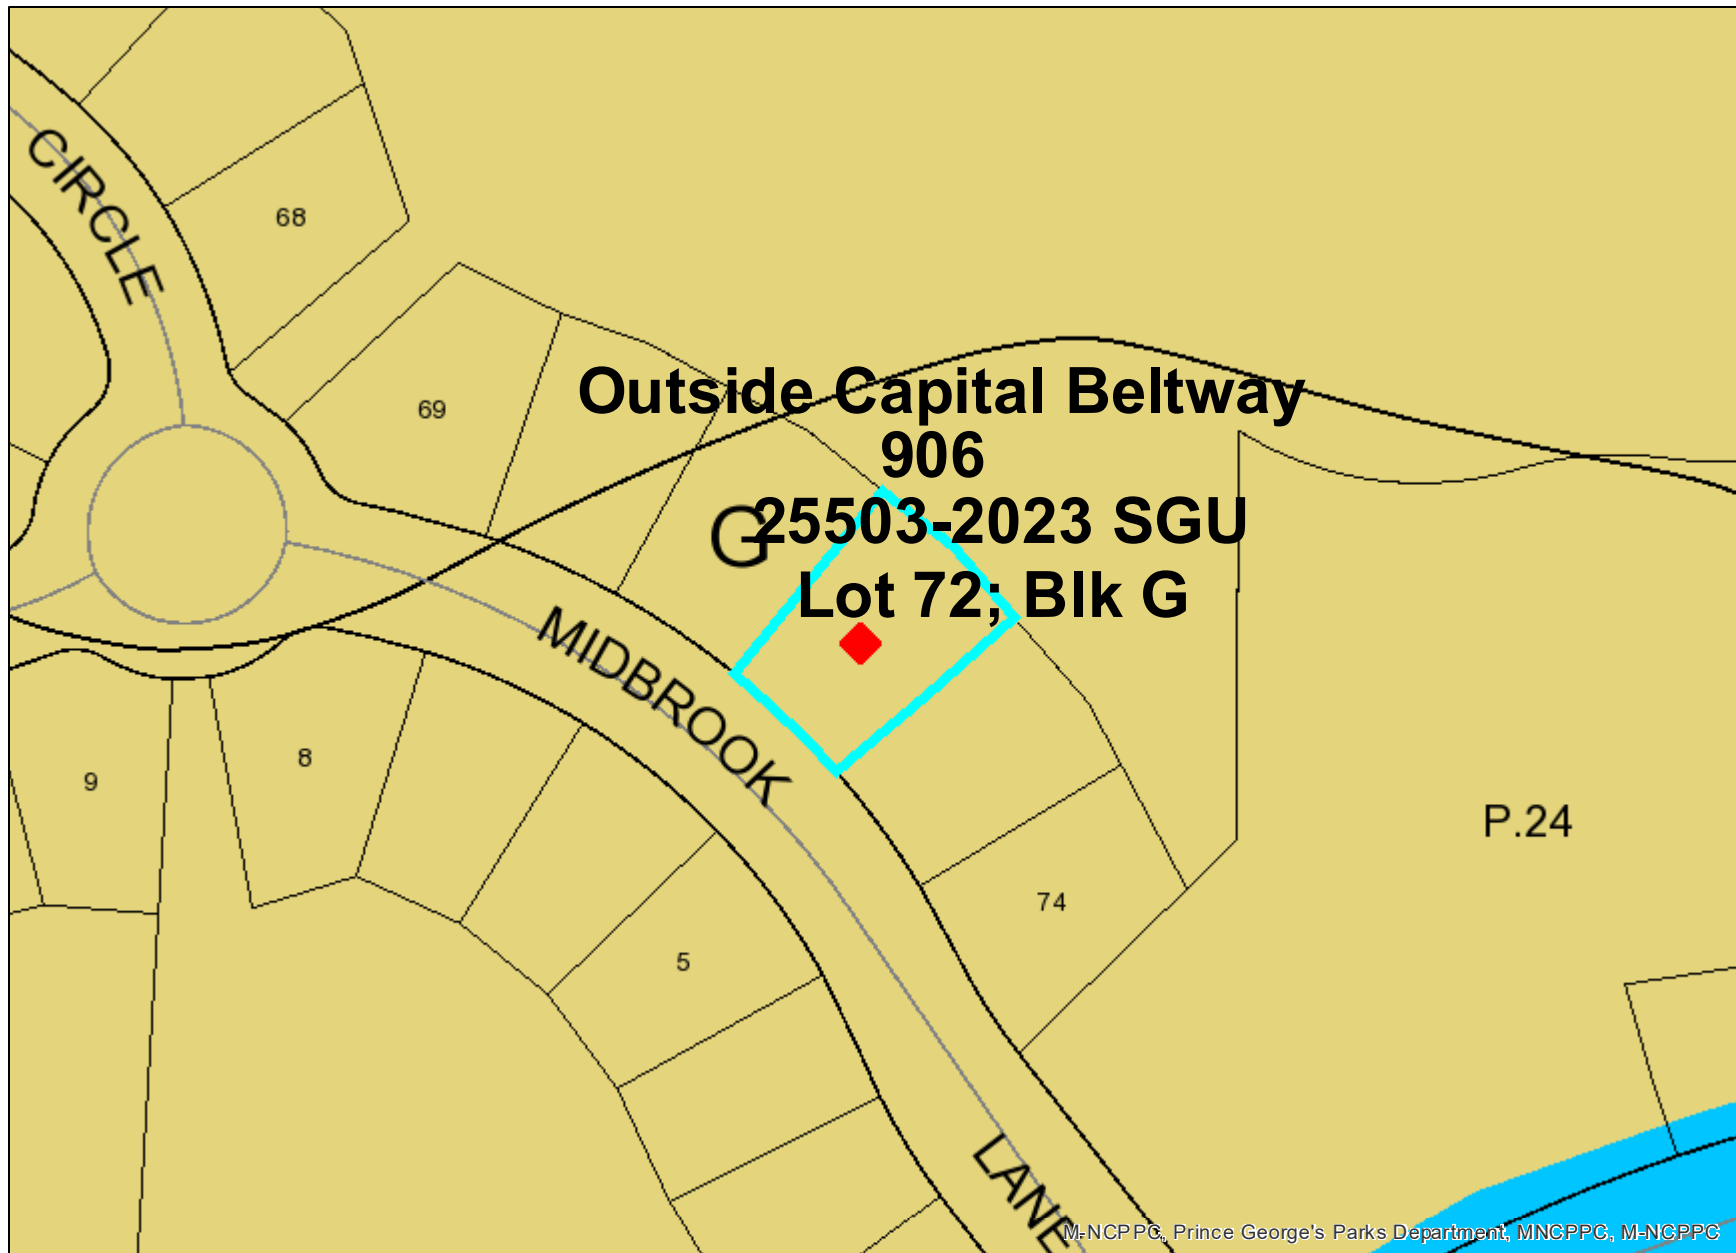 CIRCLE
68
69
Outside Capital Beltway
906
G
25503-2023 SGU
Lot 72; Blk G
MIDBROOK
9
8
P.24
74
5
LANE
M-NCPPC, Prince George's Parks Department, MNCPPC, M-NCPPC